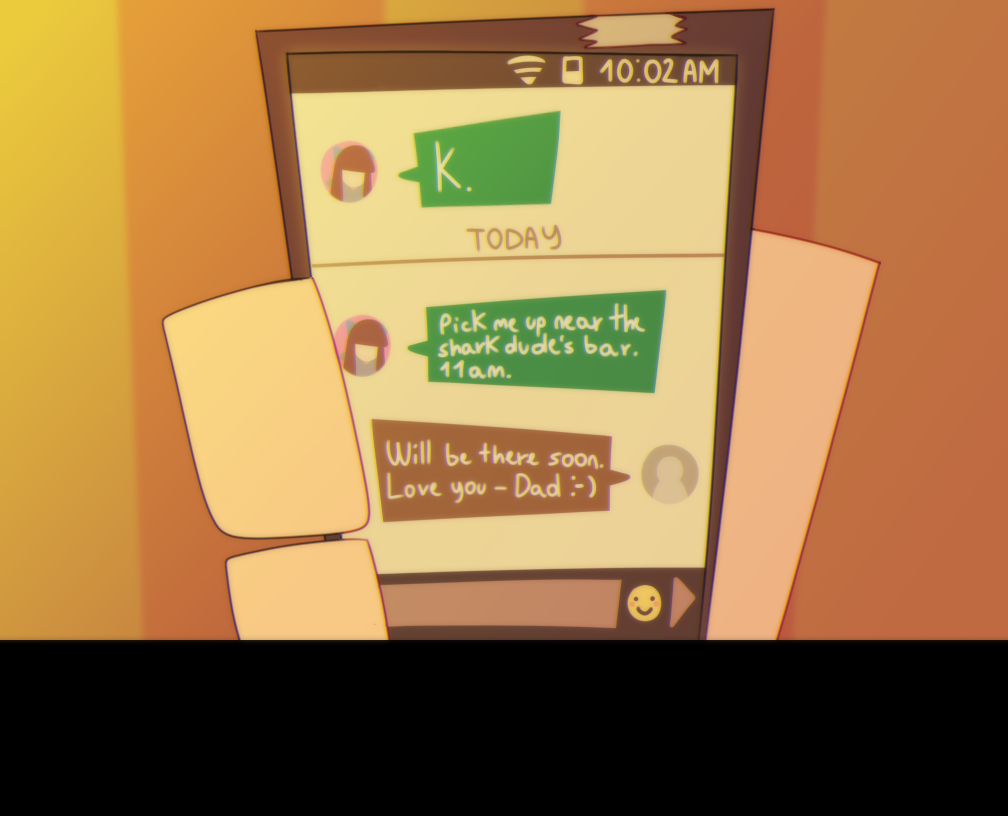 10:02 AM
K.
TODAY
Pick me up near the
shark dude's bar.
11am.
Will be there soon.
Love you - Dad :-)